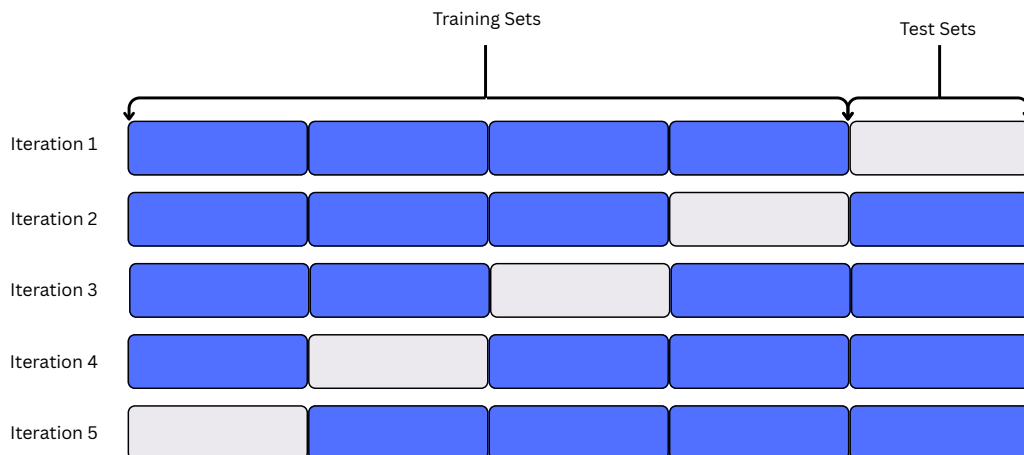 Training Sets
Test Sets
Iteration 1
Iteration 2
Iteration 3
Iteration 4
Iteration 5